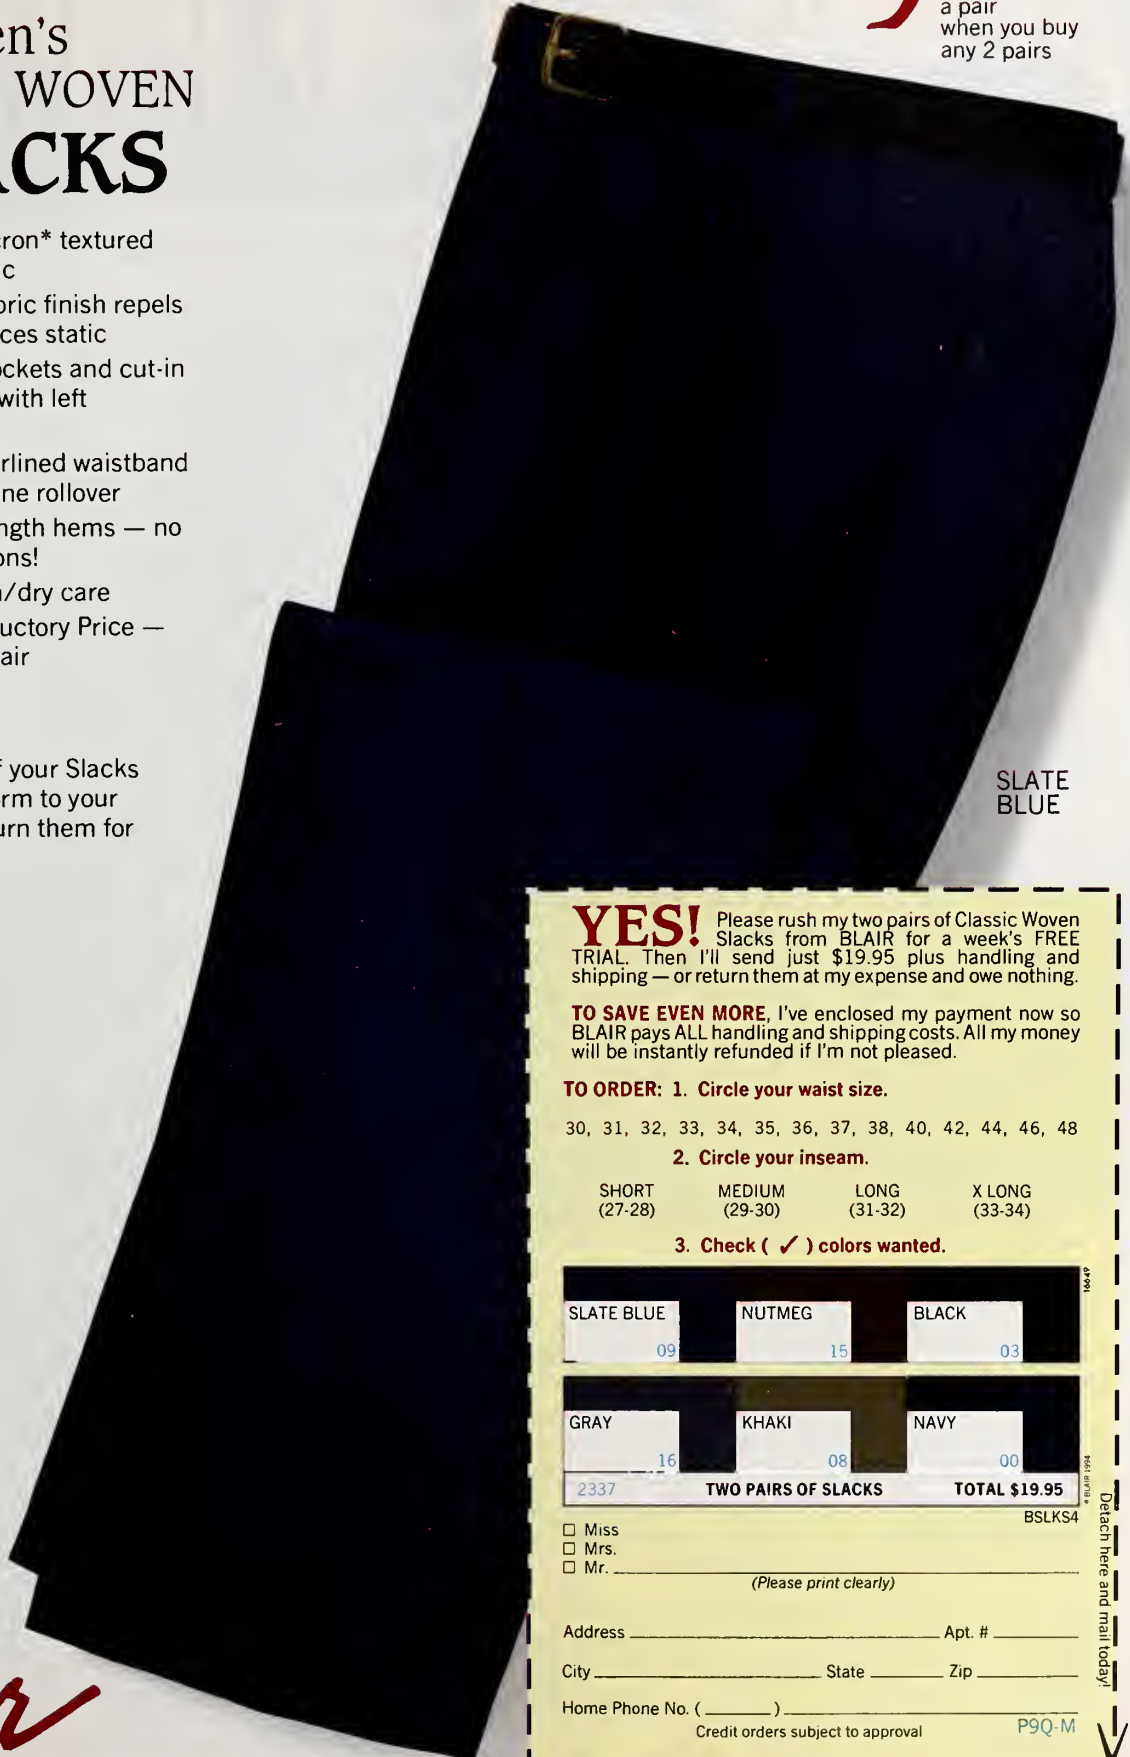 a pair
when you buy
any 2 pairs
en's
WOVEN
ACKS
cron* textured
c
bric finish repels
ces static
ockets and cut-in
with left
rlined waistband
ne rollover
ngth hems — no
ons!
/dry care
uctory Price —
air
f your Slacks
rm to your
urn them for
SLATE
BLUE
YES! Please rush my two pairs of Classic Woven
Slacks from BLAIR for a week's FREE
TRIAL. Then I'll send just $19.95 plus handling and
shipping — or return them at my expense and owe nothing.
TO SAVE EVEN MORE, I've enclosed my payment now so
BLAIR pays ALL handling and shipping costs. All my money
will be instantly refunded if I'm not pleased.
TO ORDER: 1. Circle your waist size.
30, 31, 32, 33, 34, 35, 36, 37, 38, 40, 42, 44, 46, 48
2. Circle your inseam.
SHORT MEDIUM LONG X LONG
(27-28) (29-30) (31-32) (33-34)
3. Check ( ✓ ) colors wanted.
16649
SLATE BLUE NUTMEG BLACK
09 15 03
GRAY KHAKI NAVY
16 08 00
2337 TWO PAIRS OF SLACKS TOTAL $19.95
© BLAIR 1994
BSLKS4
☐ Miss
☐ Mrs.
☐ Mr.
(Please print clearly)
Address Apt. #
City State Zip
Home Phone No. ( )
Credit orders subject to approval P9Q-M
Detach here and mail today!